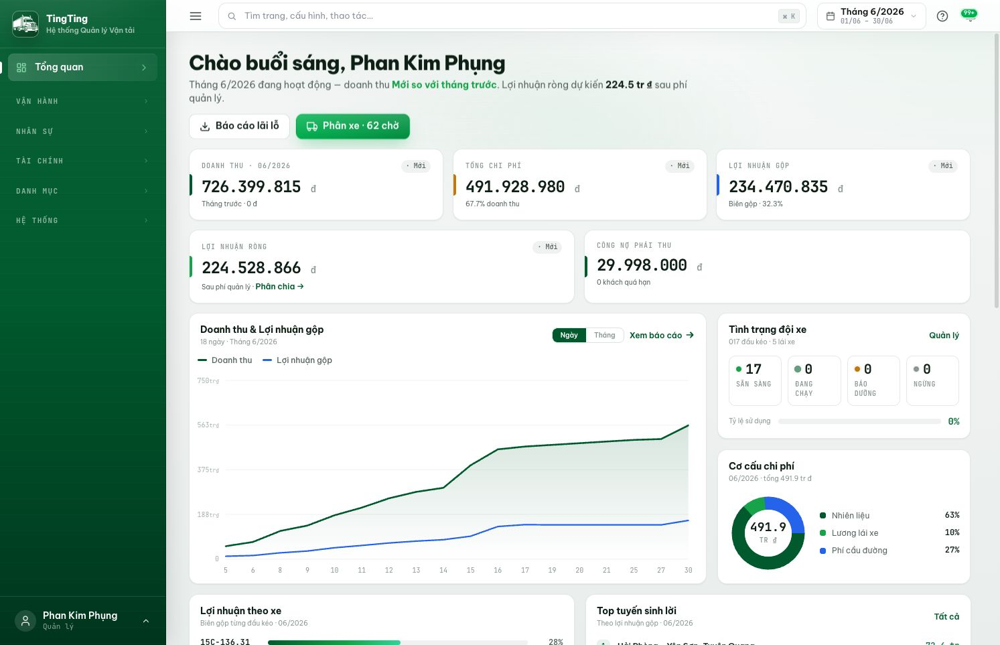 TingTing
Hệ thống Quản lý Vận tải
Tổng quan
VẬN HÀNH
NHÂN SỰ
TÀI CHÍNH
DANH MỤC
HỆ THỐNG
Phan Kim Phụng
Quản lý
Tìm trang, cấu hình, thao tác...
⌘ K
Tháng 6/2026
01/06 – 30/06
99+
Chào buổi sáng, Phan Kim Phụng
Tháng 6/2026 đang hoạt động — doanh thu Mới so với tháng trước. Lợi nhuận ròng dự kiến 224.5 tr ₫ sau phí
quản lý.
Báo cáo lãi lỗ
Phân xe · 62 chờ
DOANH THU · 06/2026
· Mới
726.399.815 đ
Tháng trước · 0 đ
TỔNG CHI PHÍ
· Mới
491.928.980 đ
67.7% doanh thu
LỢI NHUẬN GỘP
· Mới
234.470.835 đ
Biên gộp · 32.3%
LỢI NHUẬN RÒNG
· Mới
224.528.866 đ
Sau phí quản lý · Phân chia →
CÔNG NỢ PHẢI THU
29.998.000 đ
0 khách quá hạn
Doanh thu & Lợi nhuận gộp
18 ngày · Tháng 6/2026
Ngày
Tháng
Xem báo cáo →
Doanh thu
Lợi nhuận gộp
750tr₫
563tr₫
375tr₫
188tr₫
0
5 6 8 9 10 11 12 13 14 15 16 17 19 20 21 25 27 30
Tình trạng đội xe
017 đầu kéo · 5 lái xe
Quản lý
17
SẴN SÀNG
0
ĐANG
CHẠY
0
BẢO
DƯỠNG
0
NGỪNG
Tỷ lệ sử dụng
0%
Cơ cấu chi phí
06/2026 · tổng 491.9 tr đ
491.9
TR ₫
Nhiên liệu 63%
Lương lái xe 10%
Phí cầu đường 27%
Lợi nhuận theo xe
Biên gộp từng đầu kéo · 06/2026
15C-136.31
28%
Top tuyến sinh lời
Theo lợi nhuận gộp · 06/2026
Tất cả